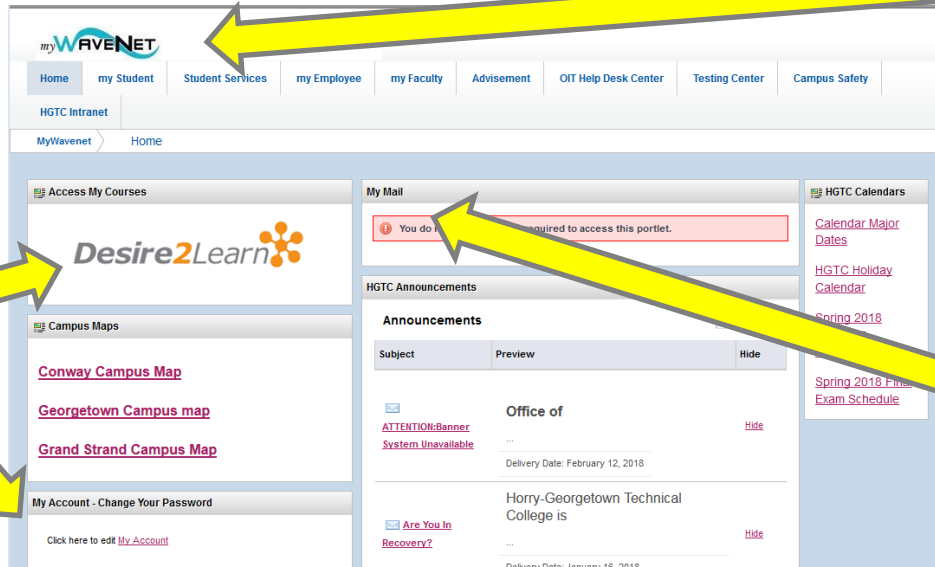 myWAVENET
Home my Student Student Services my Employee my Faculty Advisement OIT Help Desk Center Testing Center Campus Safety
HGTC Intranet
MyWavenet Home
Access My Courses
Desire2Learn
Campus Maps
Conway Campus Map
Georgetown Campus map
Grand Strand Campus Map
My Account - Change Your Password
Click here to edit My Account
My Mail
You do to access this portlet.
HGTC Announcements
Announcements
Subject Preview Hide
ATTENTION:Banner
System Unavailable
Office of
...
Delivery Date: February 12, 2018
Hide
Are You In
Recovery?
Horry-Georgetown Technical
College is
...
Delivery Date: January 16, 2018
Hide
HGTC Calendars
Calendar Major
Dates
HGTC Holiday
Calendar
Spring 2018
Spring 2018 Final
Exam Schedule